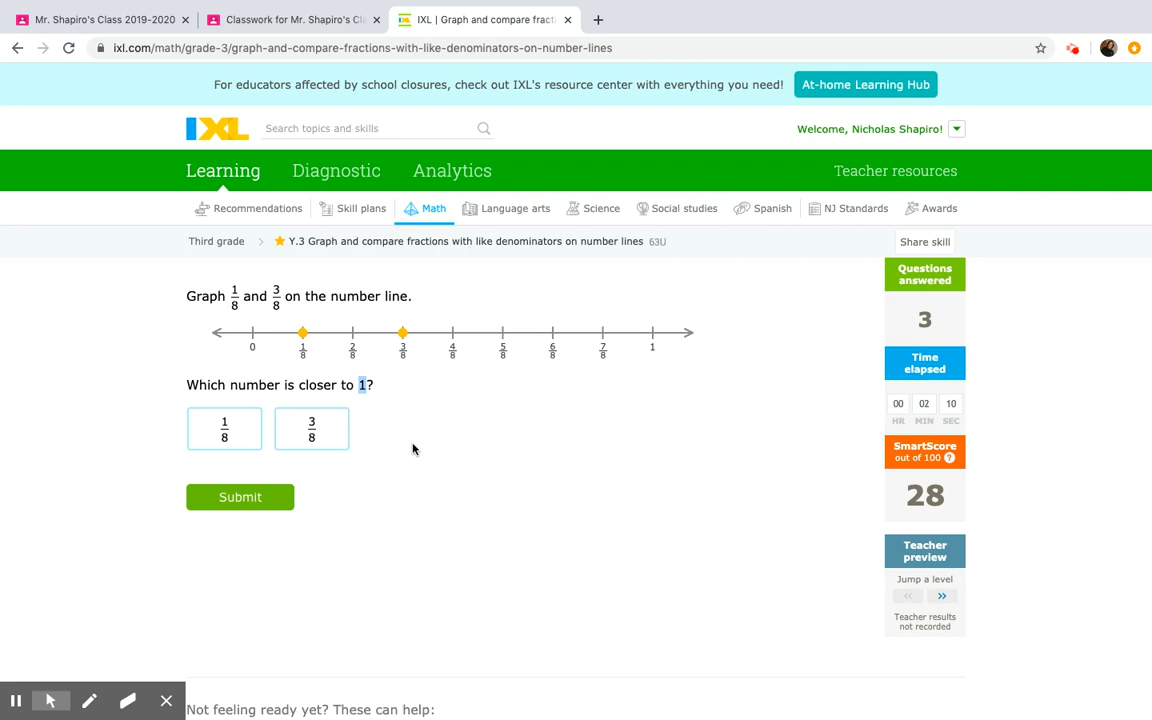 Mr. Shapiro's Class 2019-2020
Classwork for Mr. Shapiro's Cl
IXL | Graph and compare fracti
ixl.com/math/grade-3/graph-and-compare-fractions-with-like-denominators-on-number-lines
For educators affected by school closures, check out IXL's resource center with everything you need! At-home Learning Hub
IXL Search topics and skills Welcome, Nicholas Shapiro!
Learning Diagnostic Analytics Teacher resources
Recommendations Skill plans Math Language arts Science Social studies Spanish NJ Standards Awards
Third grade > Y.3 Graph and compare fractions with like denominators on number lines 63U Share skill
Graph 1/8 and 3/8 on the number line.
0 1/8 2/8 3/8 4/8 5/8 6/8 7/8 1
Which number is closer to 1?
1/8 3/8
Submit
Questions
answered
3
Time
elapsed
00 02 10
HR MIN SEC
SmartScore
out of 100 ?
28
Teacher
preview
Jump a level
<< >>
Teacher results
not recorded
Not feeling ready yet? These can help: